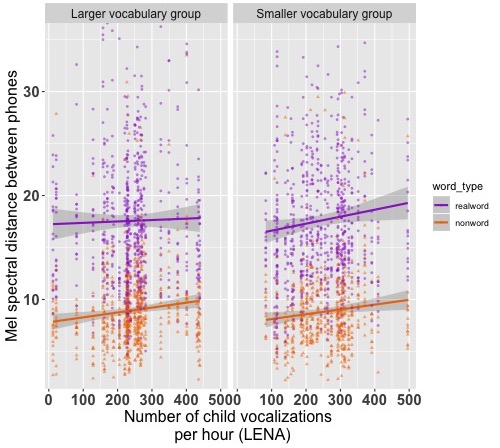 Larger vocabulary group
Smaller vocabulary group
Mel spectral distance between phones
30
20
10
0 100 200 300 400 500
0 100 200 300 400 500
Number of child vocalizations
per hour (LENA)
word_type
realword
nonword